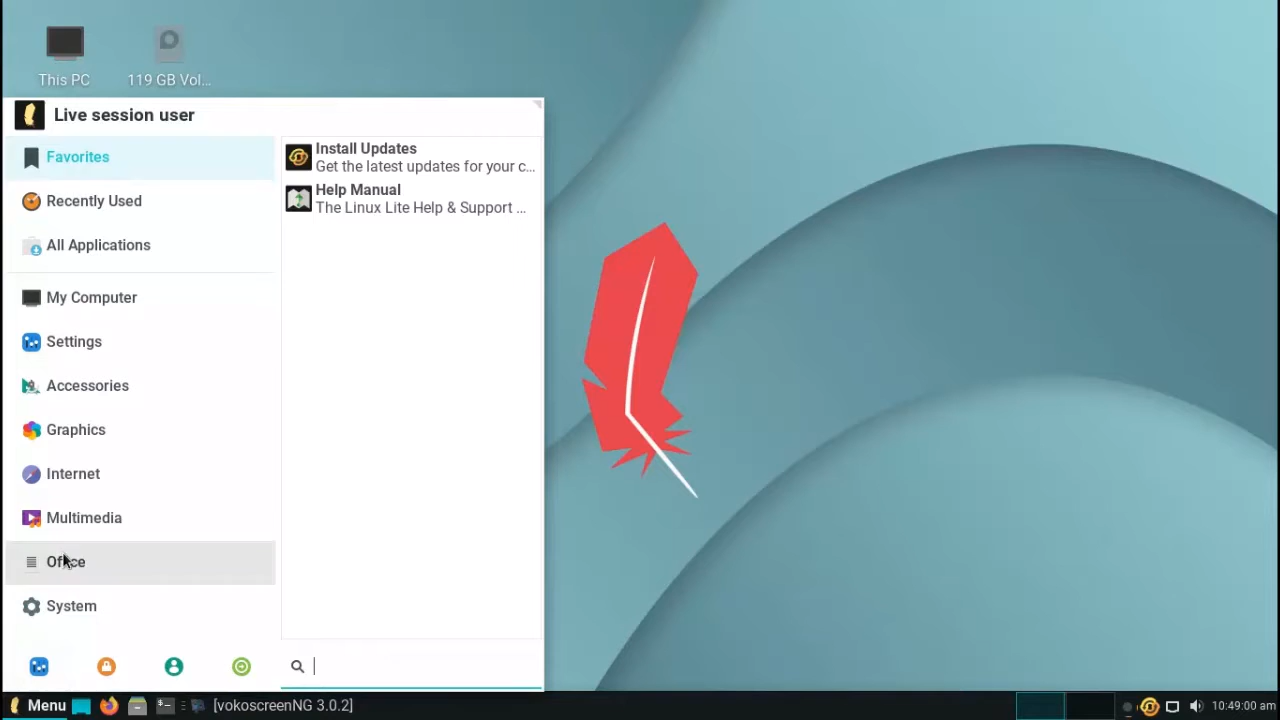 This PC
119 GB Vol...
Live session user
Favorites
Recently Used
All Applications
My Computer
Settings
Accessories
Graphics
Internet
Multimedia
Office
System
Install Updates
Get the latest updates for your c...
Help Manual
The Linux Lite Help & Support ...
Menu
[vokoscreenNG 3.0.2]
10:49:00 am